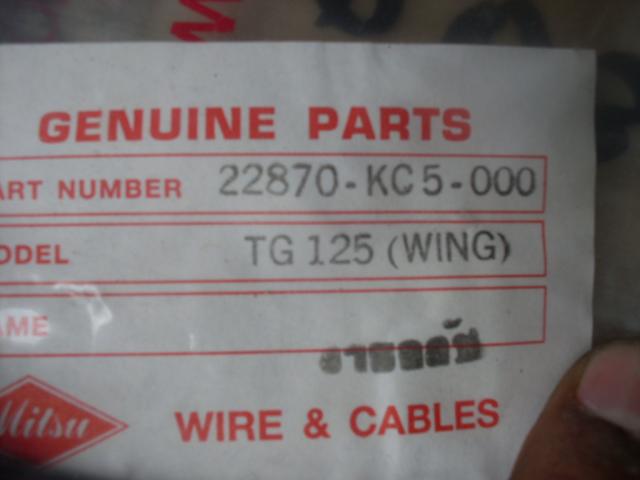 GENUINE PARTS
ART NUMBER 22870-KC5-000
ODEL TG 125 (WING)
AME
Mitsu WIRE & CABLES